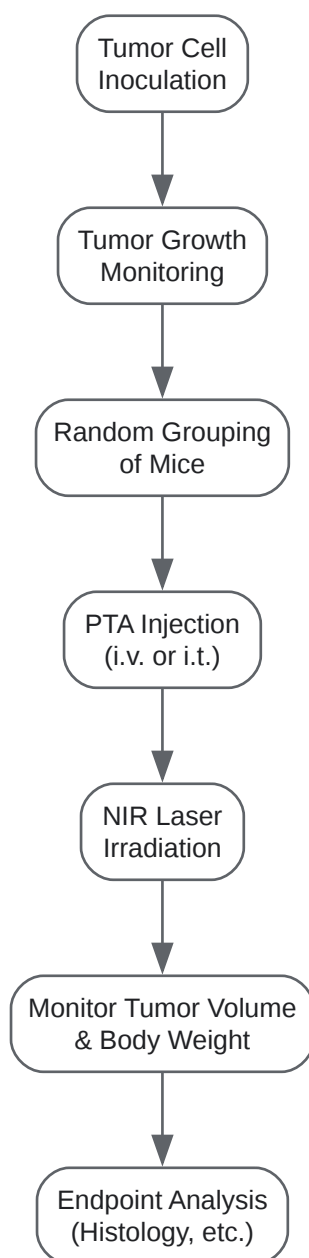 Tumor Cell
Inoculation
Tumor Growth
Monitoring
Random Grouping
of Mice
PTA Injection
(i.v. or i.t.)
NIR Laser
Irradiation
Monitor Tumor Volume
& Body Weight
Endpoint Analysis
(Histology, etc.)